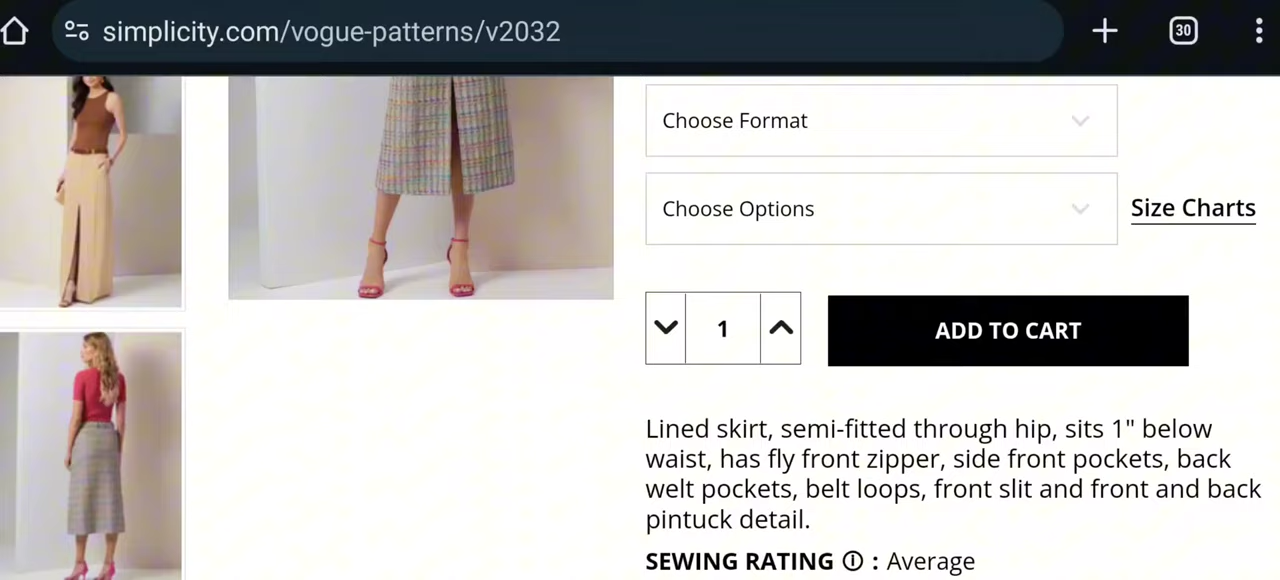 simplicity.com/vogue-patterns/v2032
30
Choose Format
Choose Options
Size Charts
1
ADD TO CART
Lined skirt, semi-fitted through hip, sits 1" below
waist, has fly front zipper, side front pockets, back
welt pockets, belt loops, front slit and front and back
pintuck detail.
SEWING RATING ⓘ : Average